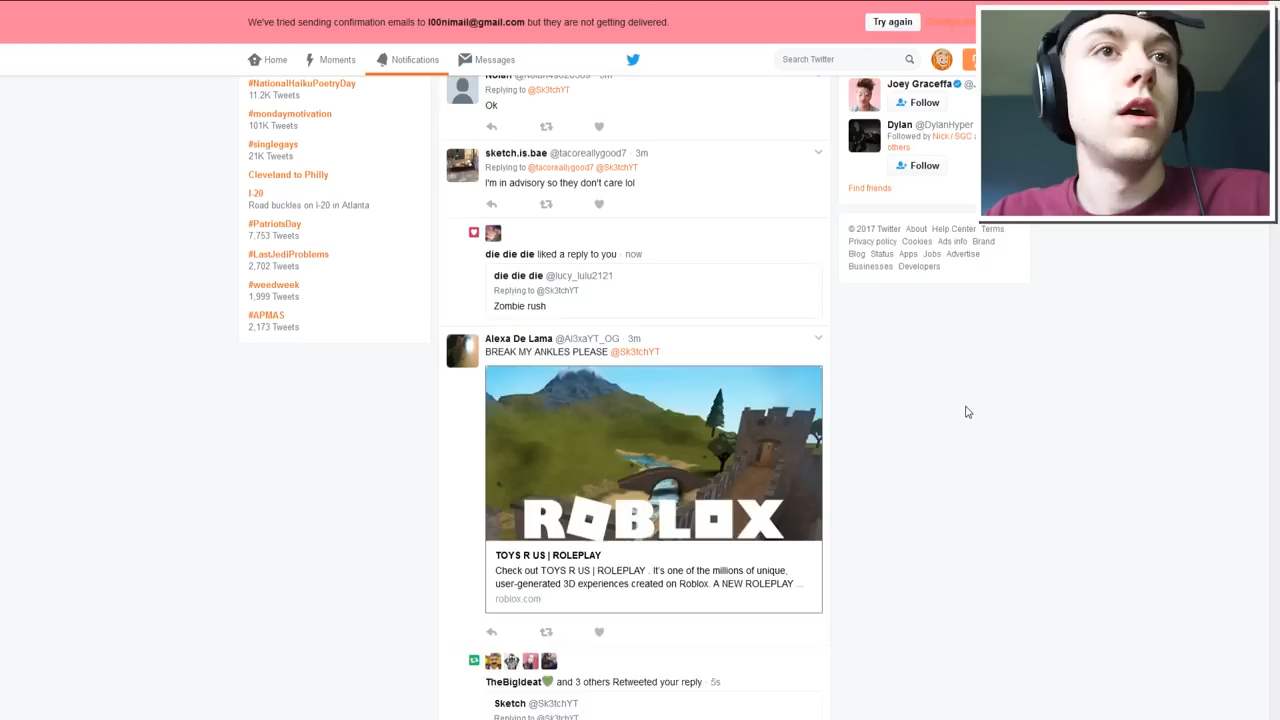 We've tried sending confirmation emails to l00nimail@gmail.com but they are not getting delivered.
Try again
Home
Moments
Notifications
Messages
Search Twitter
#NationalHaikuPoetryDay
11.2K Tweets
#mondaymotivation
101K Tweets
#singlegays
21K Tweets
Cleveland to Philly
I-20
Road buckles on I-20 in Atlanta
#PatriotsDay
7,753 Tweets
#LastJediProblems
2,702 Tweets
#weedweek
1,999 Tweets
#APMAS
2,173 Tweets
Replying to @Sk3tchYT
Ok
sketch.is.bae @tacoreallygood7 · 3m
Replying to @tacoreallygood7 @Sk3tchYT
I'm in advisory so they don't care lol
die die die liked a reply to you · now
die die die @lucy_lulu2121
Replying to @Sk3tchYT
Zombie rush
Alexa De Lama @Al3xaYT_OG · 3m
BREAK MY ANKLES PLEASE @Sk3tchYT
ROBLOX
TOYS R US | ROLEPLAY
Check out TOYS R US | ROLEPLAY . It's one of the millions of unique,
user-generated 3D experiences created on Roblox. A NEW ROLEPLAY ...
roblox.com
TheBigIdeat and 3 others Retweeted your reply · 5s
Sketch @Sk3tchYT
Replying to @Sk3tchYT
Joey Graceffa @J
Follow
Dylan @DylanHyper
Followed by Nick / SGC a
others
Follow
Find friends
© 2017 Twitter About Help Center Terms
Privacy policy Cookies Ads info Brand
Blog Status Apps Jobs Advertise
Businesses Developers